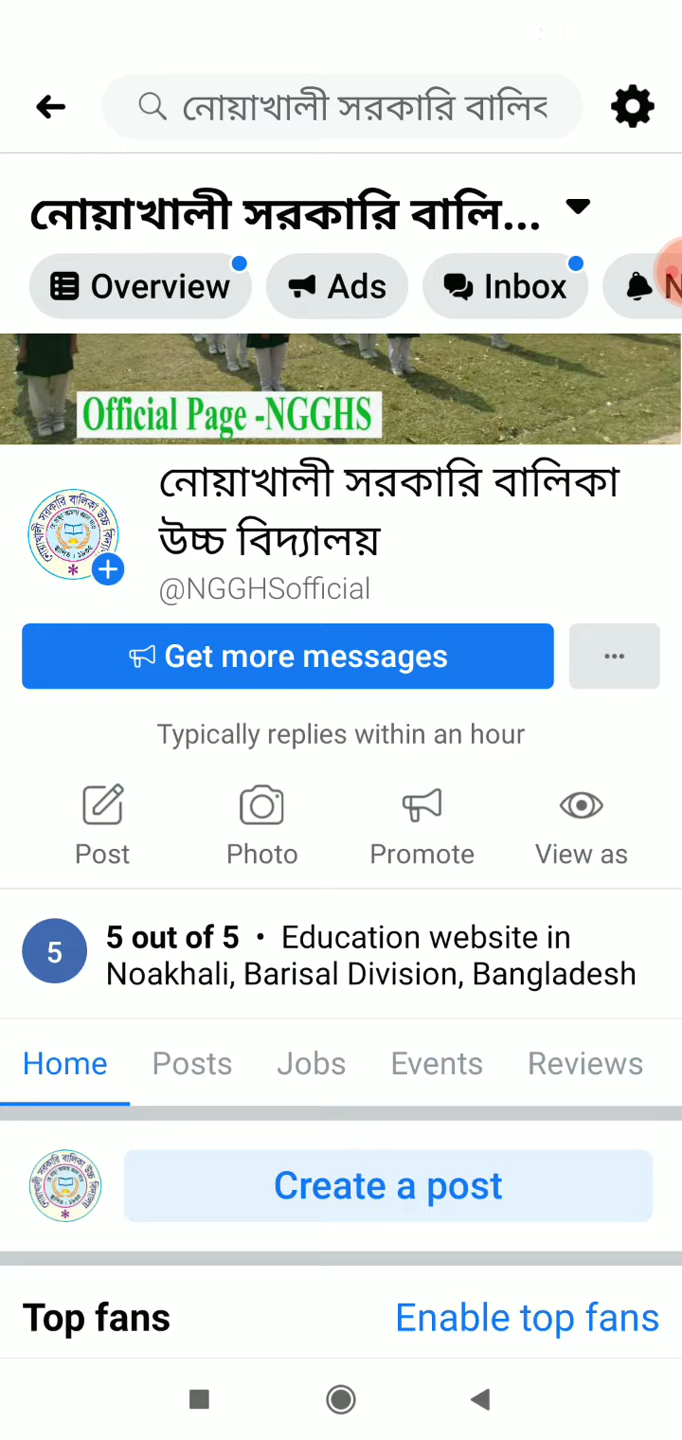 নোয়াখালী সরকারি বালিব
নোয়াখালী সরকারি বালি...
Overview Ads Inbox N
Official Page -NGGHS
নোয়াখালী সরকারি বালিকা
উচ্চ বিদ্যালয়
@NGGHSofficial
Get more messages
Typically replies within an hour
Post Photo Promote View as
5
5 out of 5 • Education website in
Noakhali, Barisal Division, Bangladesh
Home Posts Jobs Events Reviews
Create a post
Top fans Enable top fans